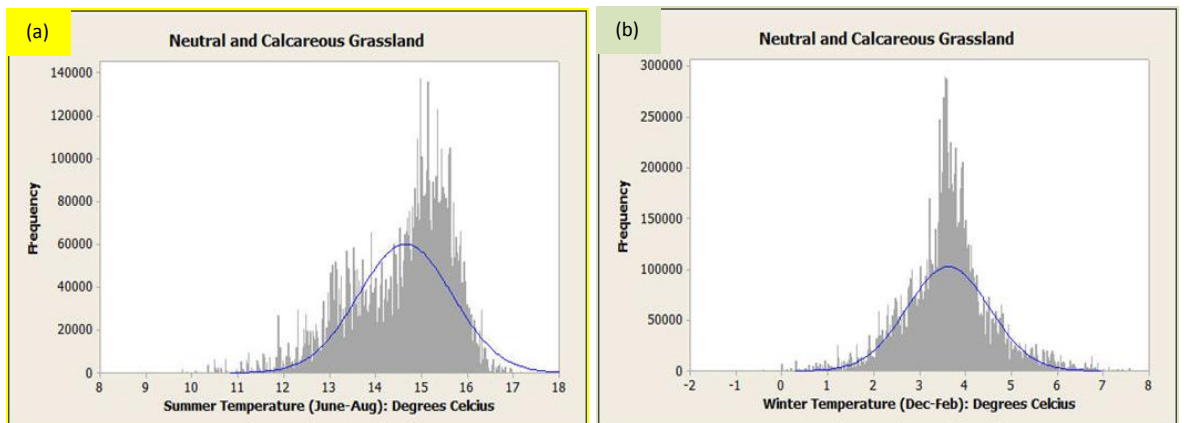 (a)
Neutral and Calcareous Grassland
Frequency
140000
120000
100000
80000
60000
40000
20000
0
8 9 10 11 12 13 14 15 16 17 18
Summer Temperature (June-Aug): Degrees Celcius
(b)
Neutral and Calcareous Grassland
Frequency
300000
250000
200000
150000
100000
50000
0
-2 -1 0 1 2 3 4 5 6 7 8
Winter Temperature (Dec-Feb): Degrees Celcius